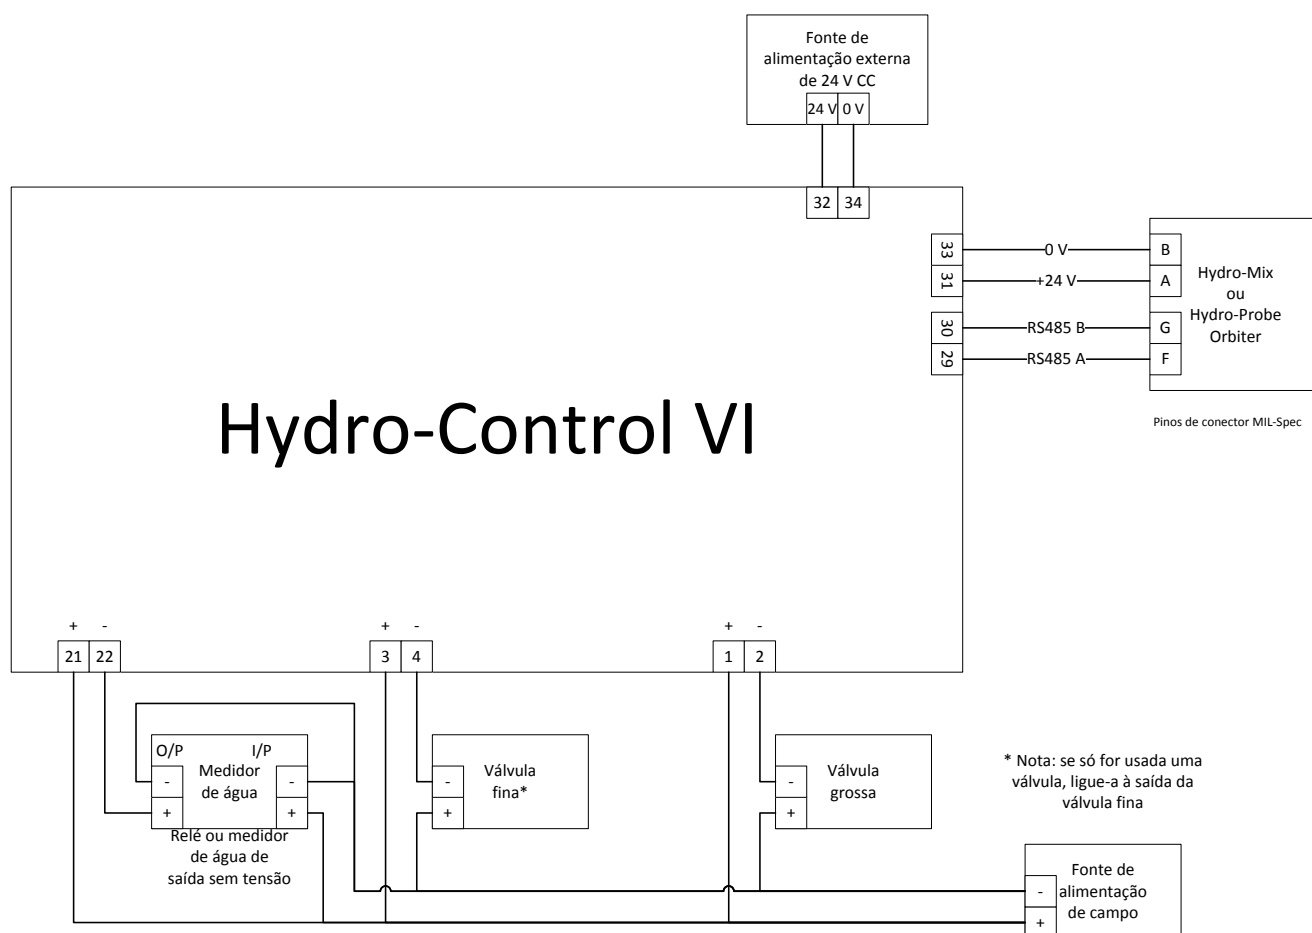 Fonte de
alimentação externa
de 24 V CC
24 V 0 V
32 34
33 0 V B
31 +24 V A
30 RS485 B G
29 RS485 A F
Hydro-Mix
ou
Hydro-Probe
Orbiter
Pinos de conector MIL-Spec
Hydro-Control VI
+ - + - + -
21 22 3 4 1 2
O/P I/P
Medidor
de água
- -
+ +
Relé ou medidor
de água de
saída sem tensão
Válvula
fina*
-
+
Válvula
grossa
-
+
* Nota: se só for usada uma
válvula, ligue-a à saída da
válvula fina
Fonte de
alimentação
de campo
-
+